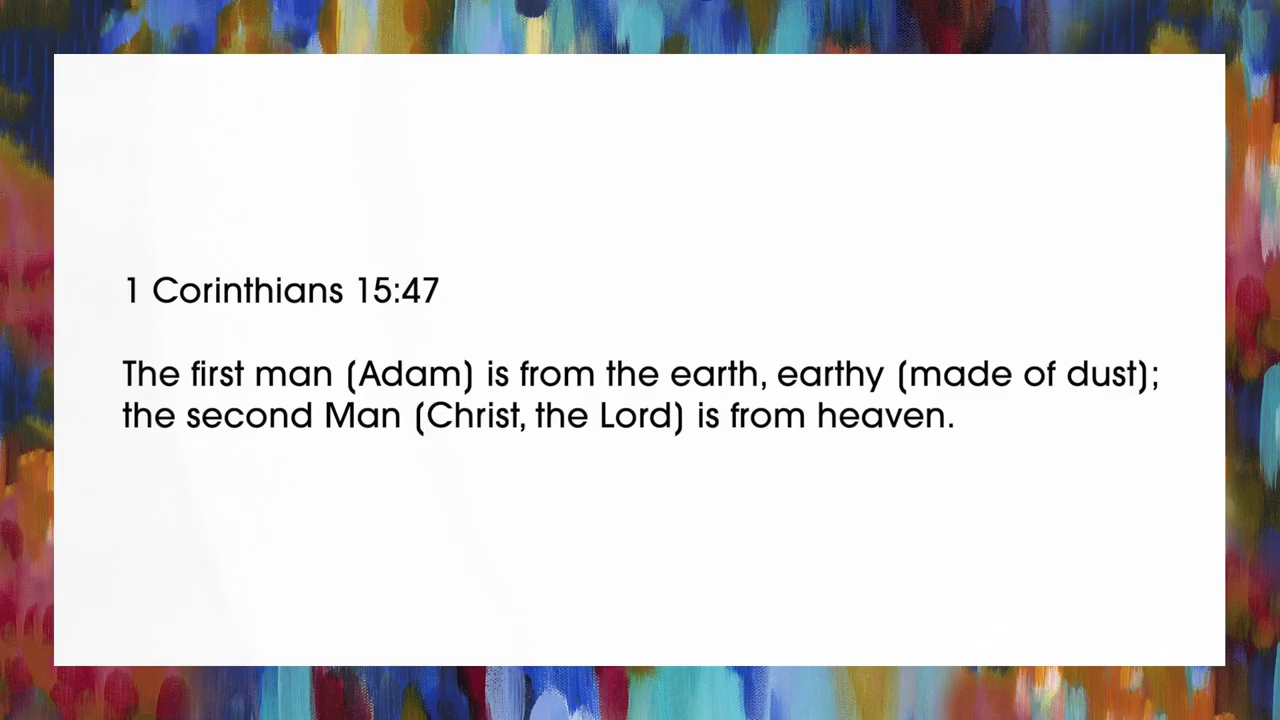 1 Corinthians 15:47
The first man (Adam) is from the earth, earthy (made of dust);
the second Man (Christ, the Lord) is from heaven.